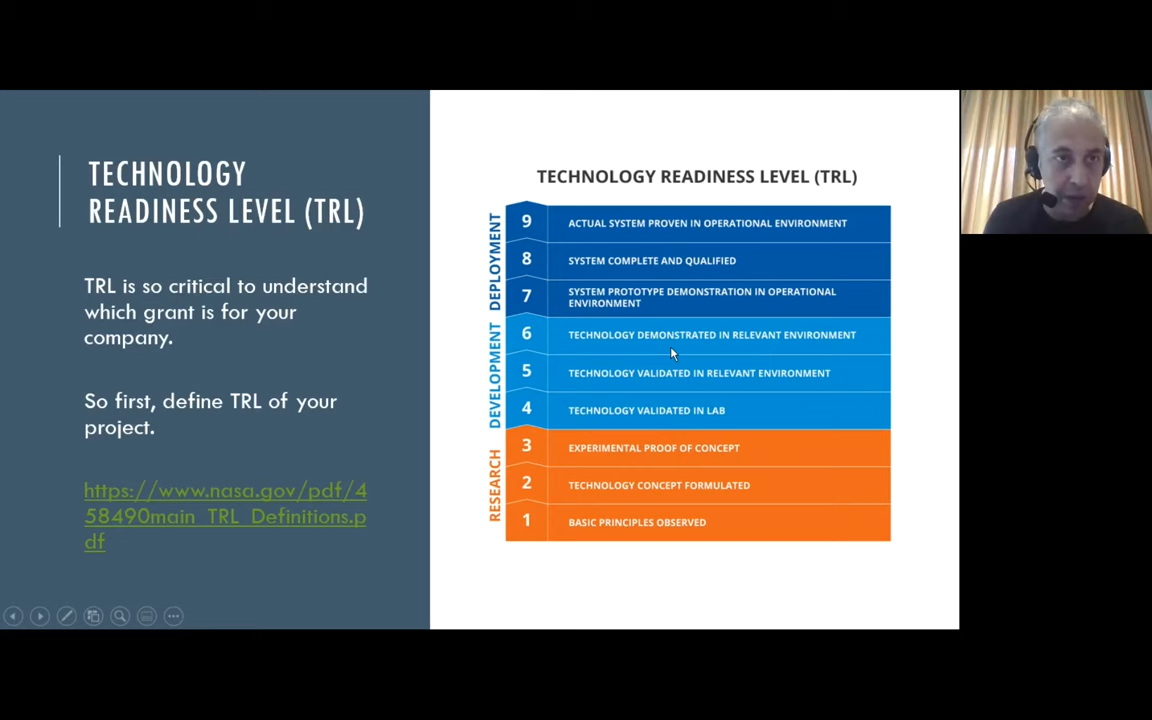 TECHNOLOGY
READINESS LEVEL (TRL)
TRL is so critical to understand
which grant is for your
company.
So first, define TRL of your
project.
https://www.nasa.gov/pdf/4
58490main_TRL_Definitions.p
df
TECHNOLOGY READINESS LEVEL (TRL)
DEPLOYMENT
9 ACTUAL SYSTEM PROVEN IN OPERATIONAL ENVIRONMENT
8 SYSTEM COMPLETE AND QUALIFIED
7 SYSTEM PROTOTYPE DEMONSTRATION IN OPERATIONAL
ENVIRONMENT
DEVELOPMENT
6 TECHNOLOGY DEMONSTRATED IN RELEVANT ENVIRONMENT
5 TECHNOLOGY VALIDATED IN RELEVANT ENVIRONMENT
4 TECHNOLOGY VALIDATED IN LAB
RESEARCH
3 EXPERIMENTAL PROOF OF CONCEPT
2 TECHNOLOGY CONCEPT FORMULATED
1 BASIC PRINCIPLES OBSERVED